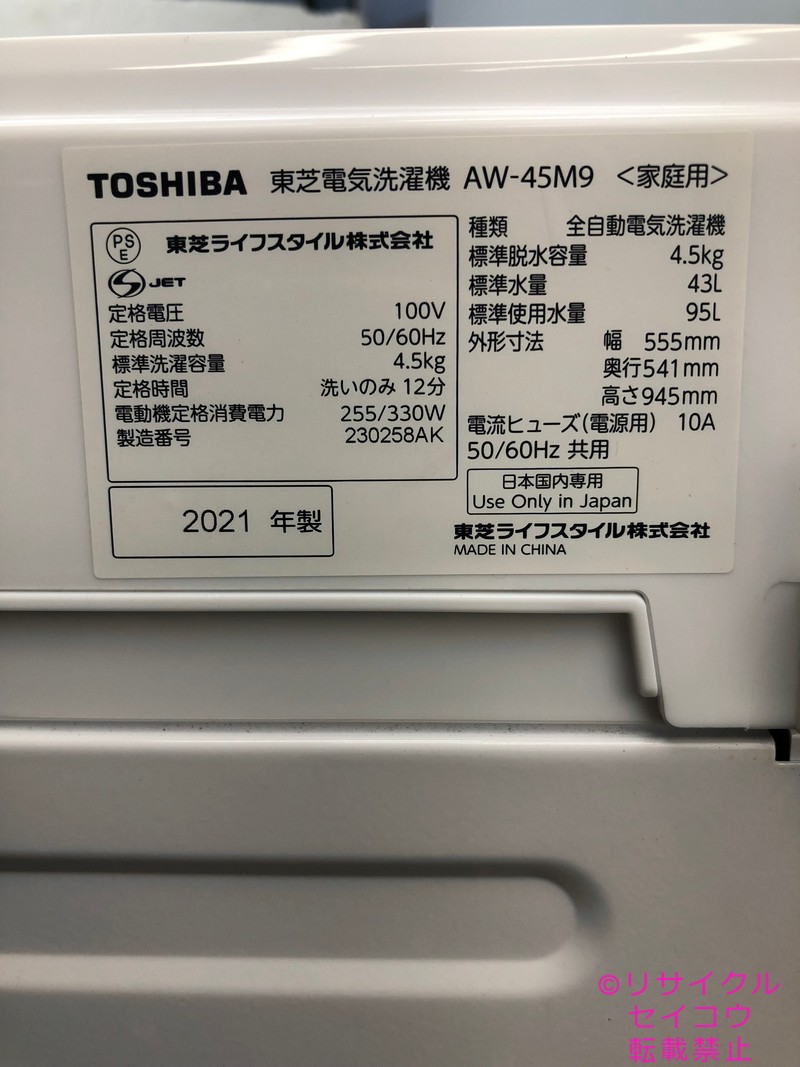 TOSHIBA 東芝電気洗濯機 AW-45M9 <家庭用>
PSE 東芝ライフスタイル株式会社
JET
定格電圧 100V
定格周波数 50/60Hz
標準洗濯容量 4.5kg
定格時間 洗いのみ 12分
電動機定格消費電力 255/330W
製造番号 230258AK
2021 年製
種類 全自動電気洗濯機
標準脱水容量 4.5kg
標準水量 43L
標準使用水量 95L
外形寸法 幅 555mm
奥行541mm
高さ945mm
電流ヒューズ(電源用) 10A
50/60Hz 共用
日本国内専用
Use Only in Japan
東芝ライフスタイル株式会社
MADE IN CHINA
©リサイクル
セイコウ
転載禁止